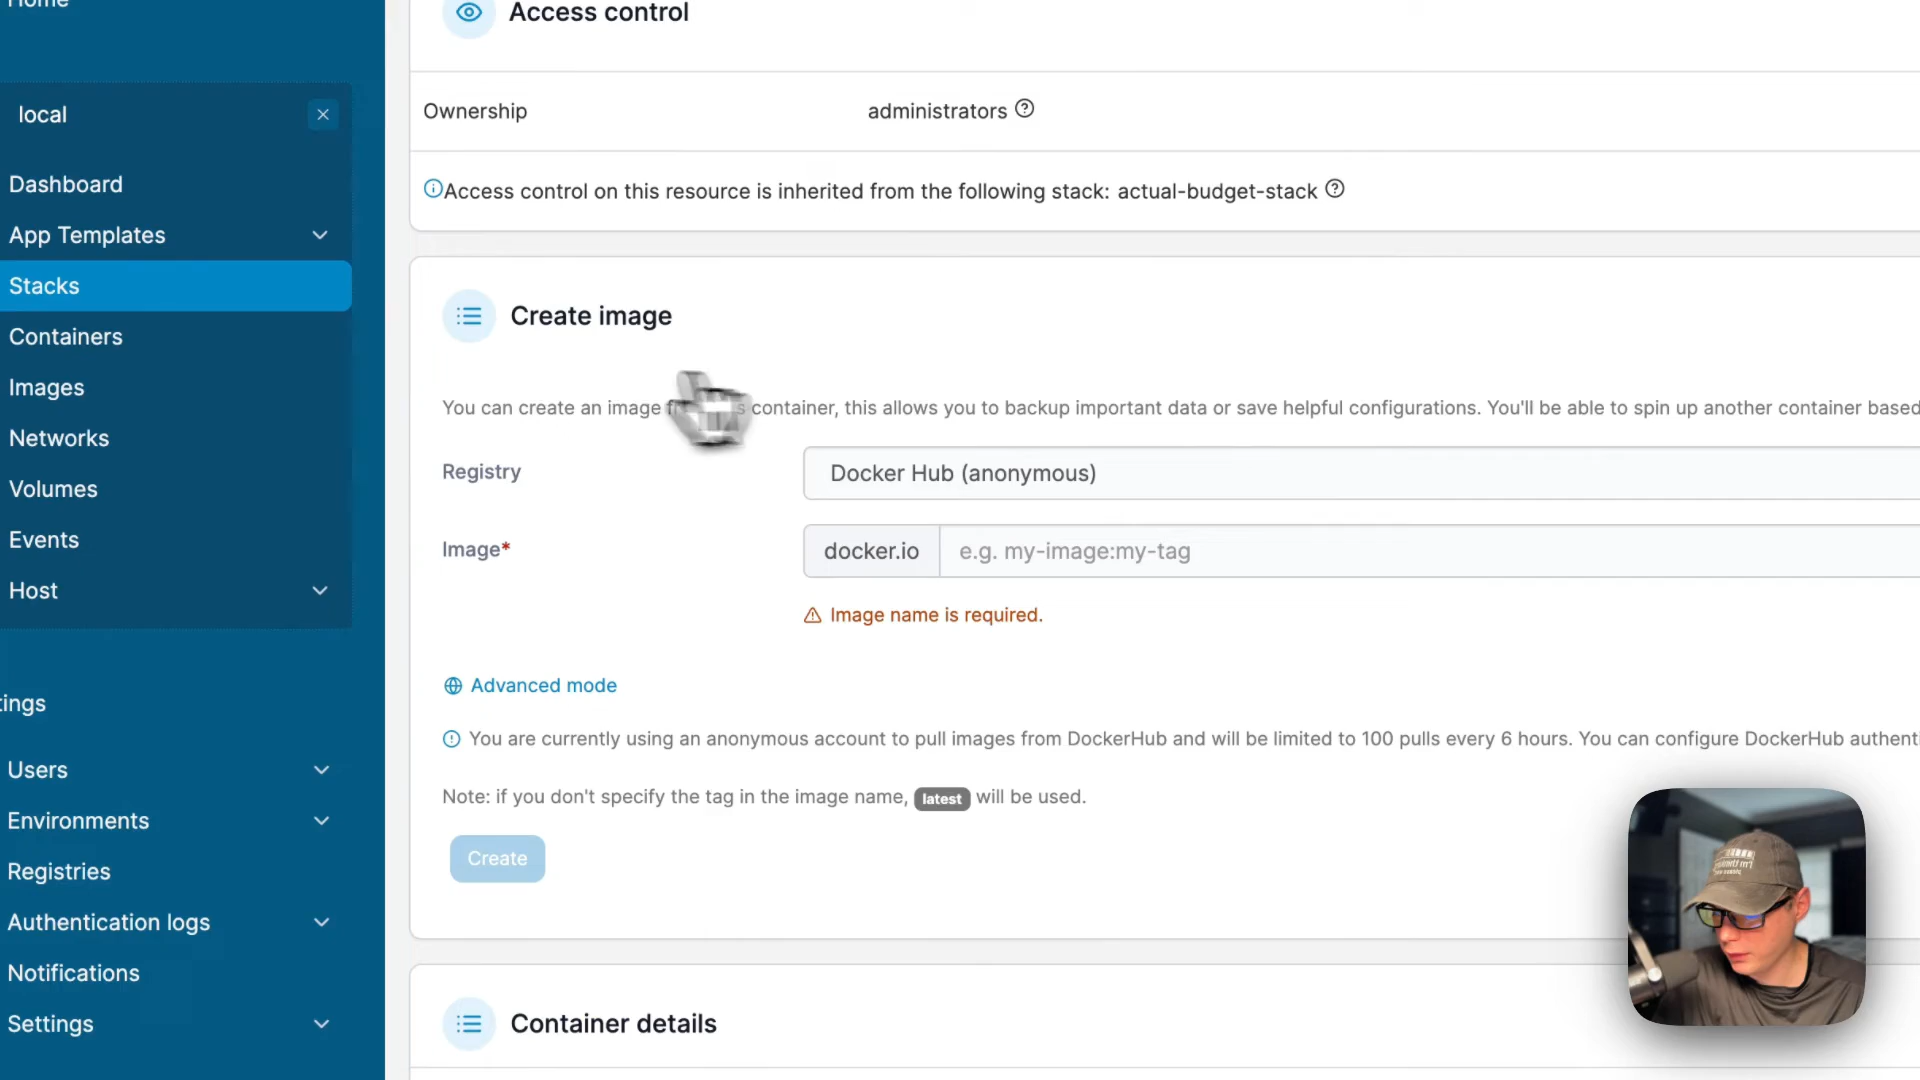 Home
local
Dashboard
App Templates
Stacks
Containers
Images
Networks
Volumes
Events
Host
tings
Users
Environments
Registries
Authentication logs
Notifications
Settings
Access control
Ownership
administrators
Access control on this resource is inherited from the following stack: actual-budget-stack
Create image
You can create an image container, this allows you to backup important data or save helpful configurations. You'll be able to spin up another container based
Registry
Docker Hub (anonymous)
Image*
docker.io
e.g. my-image:my-tag
Image name is required.
Advanced mode
You are currently using an anonymous account to pull images from DockerHub and will be limited to 100 pulls every 6 hours. You can configure DockerHub authenti
Note: if you don't specify the tag in the image name, latest will be used.
Create
Container details